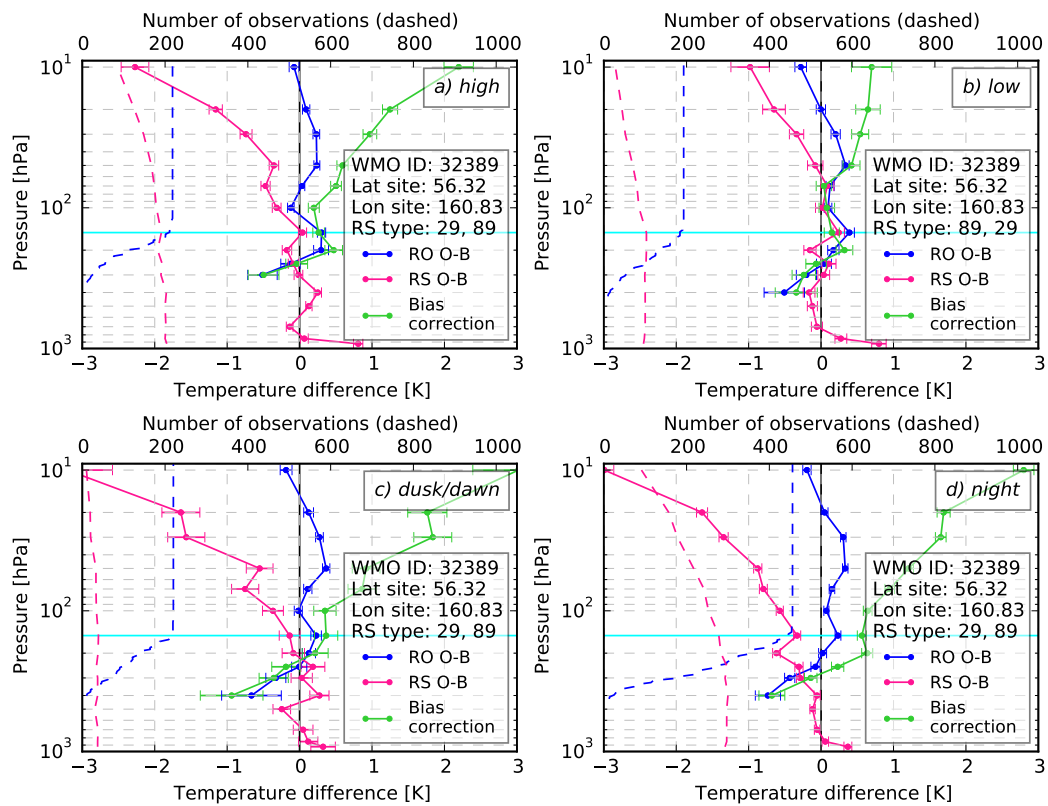 Number of observations (dashed)
0 200 400 600 800 1000
10¹
10²
10³
Pressure [hPa]
a) high
WMO ID: 32389
Lat site: 56.32
Lon site: 160.83
RS type: 29, 89
RO O-B
RS O-B
Bias
correction
−3 −2 −1 0 1 2 3
Temperature difference [K]
Number of observations (dashed)
0 200 400 600 800 1000
10¹
10²
10³
Pressure [hPa]
b) low
WMO ID: 32389
Lat site: 56.32
Lon site: 160.83
RS type: 89, 29
RO O-B
RS O-B
Bias
correction
−3 −2 −1 0 1 2 3
Temperature difference [K]
Number of observations (dashed)
0 200 400 600 800 1000
10¹
10²
10³
Pressure [hPa]
c) dusk/dawn
WMO ID: 32389
Lat site: 56.32
Lon site: 160.83
RS type: 29, 89
RO O-B
RS O-B
Bias
correction
−3 −2 −1 0 1 2 3
Temperature difference [K]
Number of observations (dashed)
0 200 400 600 800 1000
10¹
10²
10³
Pressure [hPa]
d) night
WMO ID: 32389
Lat site: 56.32
Lon site: 160.83
RS type: 29, 89
RO O-B
RS O-B
Bias
correction
−3 −2 −1 0 1 2 3
Temperature difference [K]